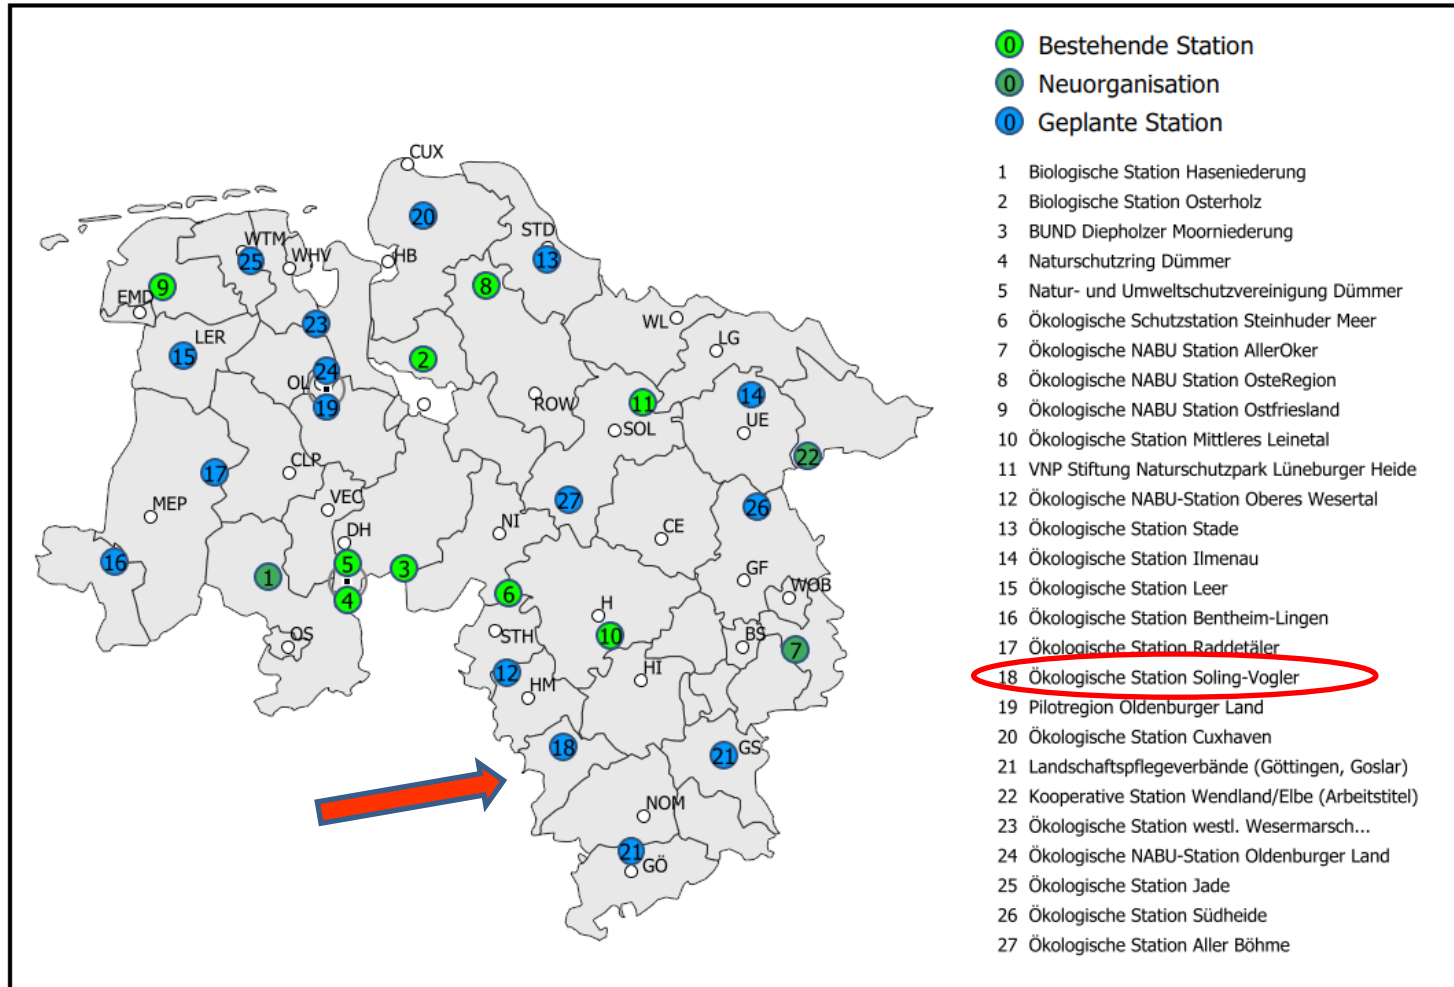 0 Bestehende Station
0 Neuorganisation
0 Geplante Station
1 Biologische Station Haseniederung
2 Biologische Station Osterholz
3 BUND Diepholzer Moorniederung
4 Naturschutzring Dümmer
5 Natur- und Umweltschutzvereinigung Dümmer
6 Ökologische Schutzstation Steinhuder Meer
7 Ökologische NABU Station AllerOker
8 Ökologische NABU Station OsteRegion
9 Ökologische NABU Station Ostfriesland
10 Ökologische Station Mittleres Leinetal
11 VNP Stiftung Naturschutzpark Lüneburger Heide
12 Ökologische NABU-Station Oberes Wesertal
13 Ökologische Station Stade
14 Ökologische Station Ilmenau
15 Ökologische Station Leer
16 Ökologische Station Bentheim-Lingen
17 Ökologische Station Raddetäler
18 Ökologische Station Soling-Vogler
19 Pilotregion Oldenburger Land
20 Ökologische Station Cuxhaven
21 Landschaftspflegeverbände (Göttingen, Goslar)
22 Kooperative Station Wendland/Elbe (Arbeitstitel)
23 Ökologische Station westl. Wesermarsch...
24 Ökologische NABU-Station Oldenburger Land
25 Ökologische Station Jade
26 Ökologische Station Südheide
27 Ökologische Station Aller Böhme
CUX
20
STD
13
WTM
25
WHV
HB
9
EMD
8
23
WL
LER
15
2
LG
24
OL
19
ROW
11
SOL
14
UE
22
CLP
17
MEP
VEC
27
26
NI
DH
CE
16
1
5
3
4
GF
WOB
6
H
STH
10
BS
7
OS
12
HI
HM
18
21
GS
NOM
21
GÖ